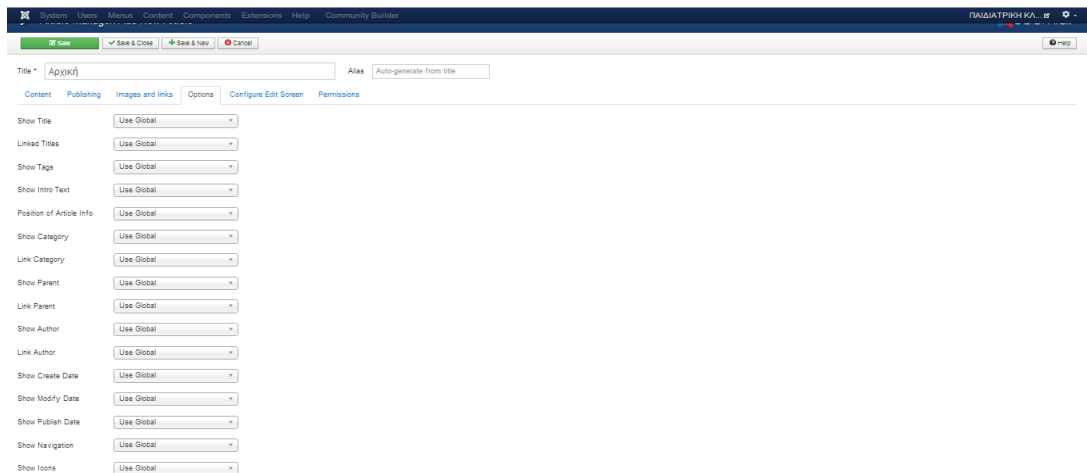 System Users Menus Content Components Extensions Help Community Builder ΠΑΙΔΙΑΤΡΙΚΗ ΚΛ...
Save Save & Close Save & New Cancel Help
Title * Αρχική Alias Auto-generate from title
Content Publishing Images and links Options Configure Edit Screen Permissions
Show Title Use Global
Linked Titles Use Global
Show Tags Use Global
Show Intro Text Use Global
Position of Article Info Use Global
Show Category Use Global
Link Category Use Global
Show Parent Use Global
Link Parent Use Global
Show Author Use Global
Link Author Use Global
Show Create Date Use Global
Show Modify Date Use Global
Show Publish Date Use Global
Show Navigation Use Global
Show Icons Use Global